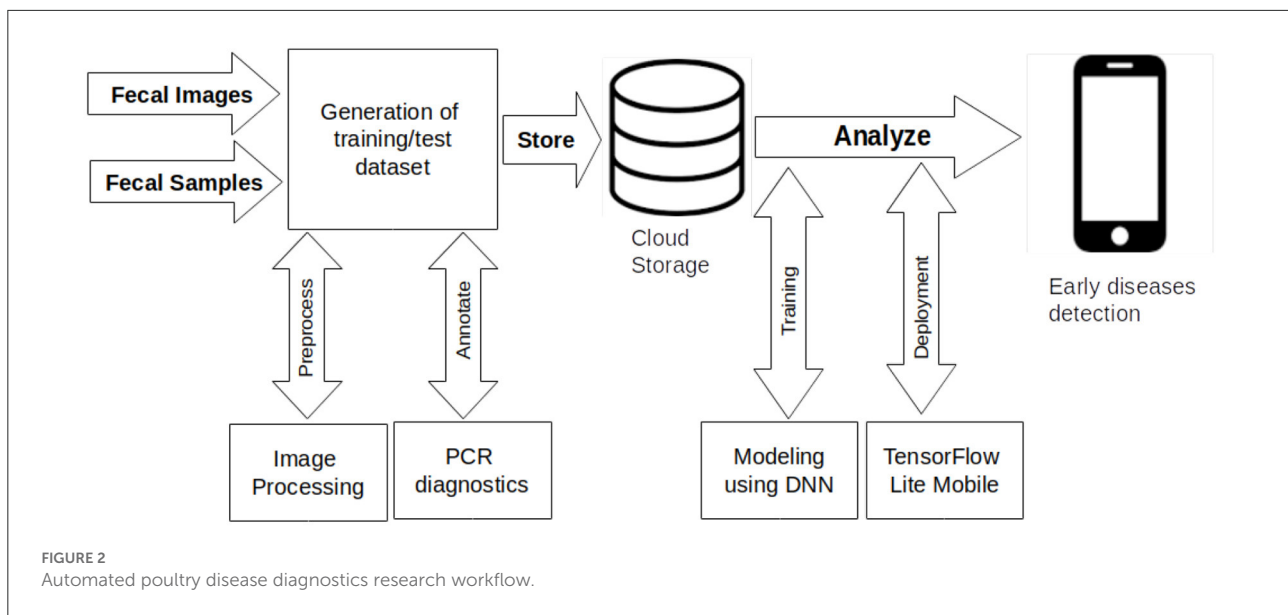 Fecal Images
Fecal Samples
Generation of
training/test
dataset
Store
Cloud
Storage
Analyze
Early diseases
detection
Preprocess
Annotate
Training
Deployment
Image
Processing
PCR
diagnostics
Modeling
using DNN
TensorFlow
Lite Mobile
FIGURE 2
Automated poultry disease diagnostics research workflow.